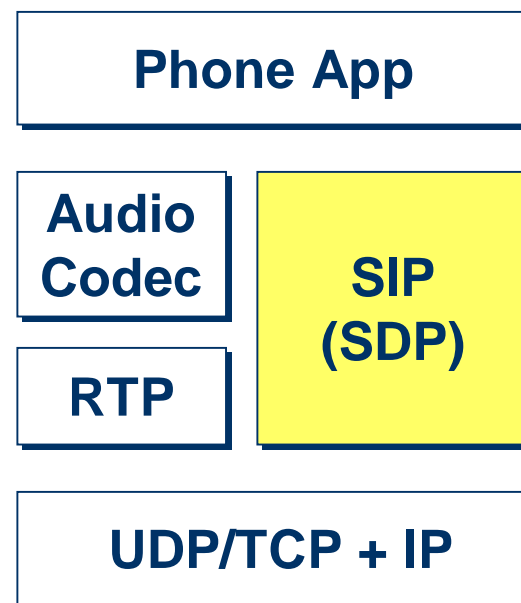 Phone App
Audio
Codec
SIP
(SDP)
RTP
UDP/TCP + IP